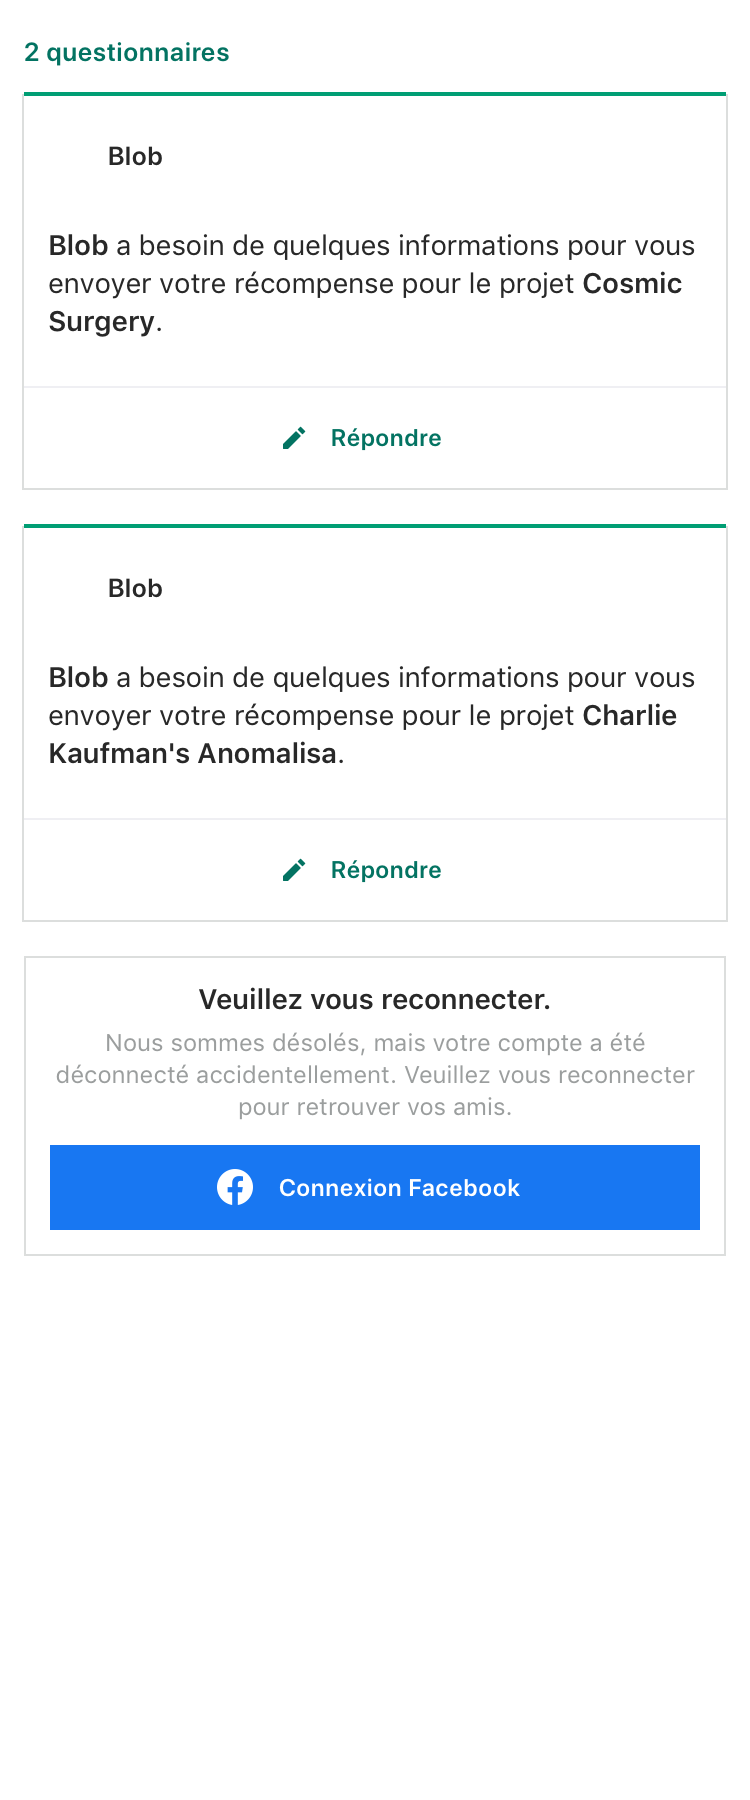 2 questionnaires
Blob
Blob a besoin de quelques informations pour vous
envoyer votre récompense pour le projet Cosmic
Surgery.
Répondre
Blob
Blob a besoin de quelques informations pour vous
envoyer votre récompense pour le projet Charlie
Kaufman's Anomalisa.
Répondre
Veuillez vous reconnecter.
Nous sommes désolés, mais votre compte a été
déconnecté accidentellement. Veuillez vous reconnecter
pour retrouver vos amis.
Connexion Facebook